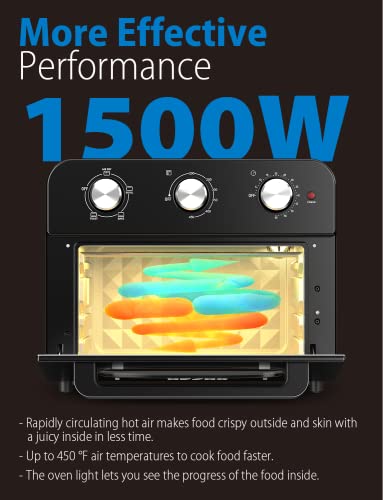 More Effective
Performance
1500W
- Rapidly circulating hot air makes food crispy outside and skin with
a juicy inside in less time.
- Up to 450 °F air temperatures to cook food faster.
- The oven light lets you see the progress of the food inside.